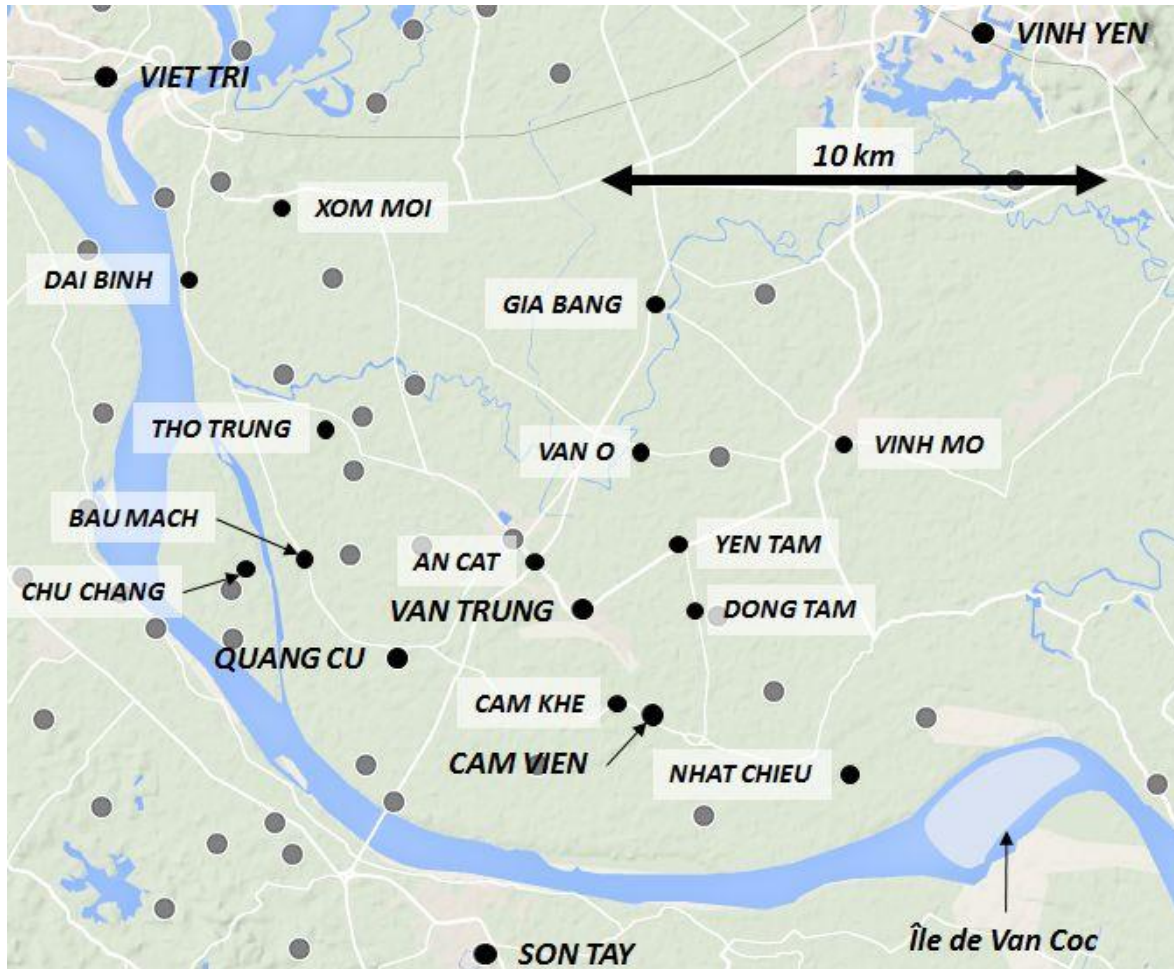 VINH YEN
VIET TRI
10 km
XOM MOI
DAI BINH
GIA BANG
THO TRUNG
VAN O
VINH MO
BAU MACH
YEN TAM
AN CAT
CHU CHANG
VAN TRUNG
DONG TAM
QUANG CU
CAM KHE
CAM VIEN
NHAT CHIEU
Île de Van Coc
SON TAY